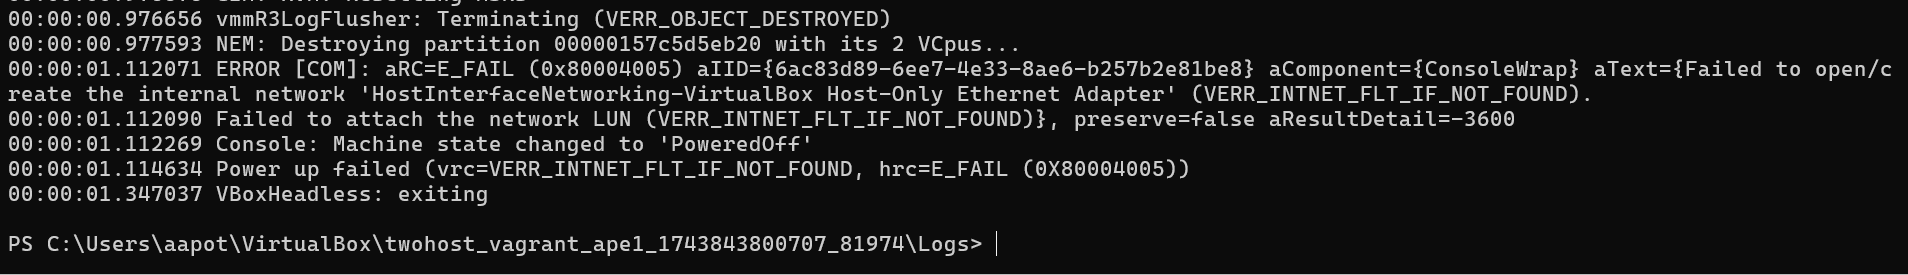 00:00:00.976656 vmmR3LogFlusher: Terminating (VERR_OBJECT_DESTROYED)
00:00:00.977593 NEM: Destroying partition 00000157c5d5eb20 with its 2 VCpus...
00:00:01.112071 ERROR [COM]: aRC=E_FAIL (0x80004005) aIID={6ac83d89-6ee7-4e33-8ae6-b257b2e81be8} aComponent={ConsoleWrap} aText={Failed to open/c
reate the internal network 'HostInterfaceNetworking-VirtualBox Host-Only Ethernet Adapter' (VERR_INTNET_FLT_IF_NOT_FOUND).
00:00:01.112090 Failed to attach the network LUN (VERR_INTNET_FLT_IF_NOT_FOUND)}, preserve=false aResultDetail=-3600
00:00:01.112269 Console: Machine state changed to 'PoweredOff'
00:00:01.114634 Power up failed (vrc=VERR_INTNET_FLT_IF_NOT_FOUND, hrc=E_FAIL (0X80004005))
00:00:01.347037 VBoxHeadless: exiting
PS C:\Users\aapot\VirtualBox\twohost_vagrant_ape1_1743843800707_81974\Logs>